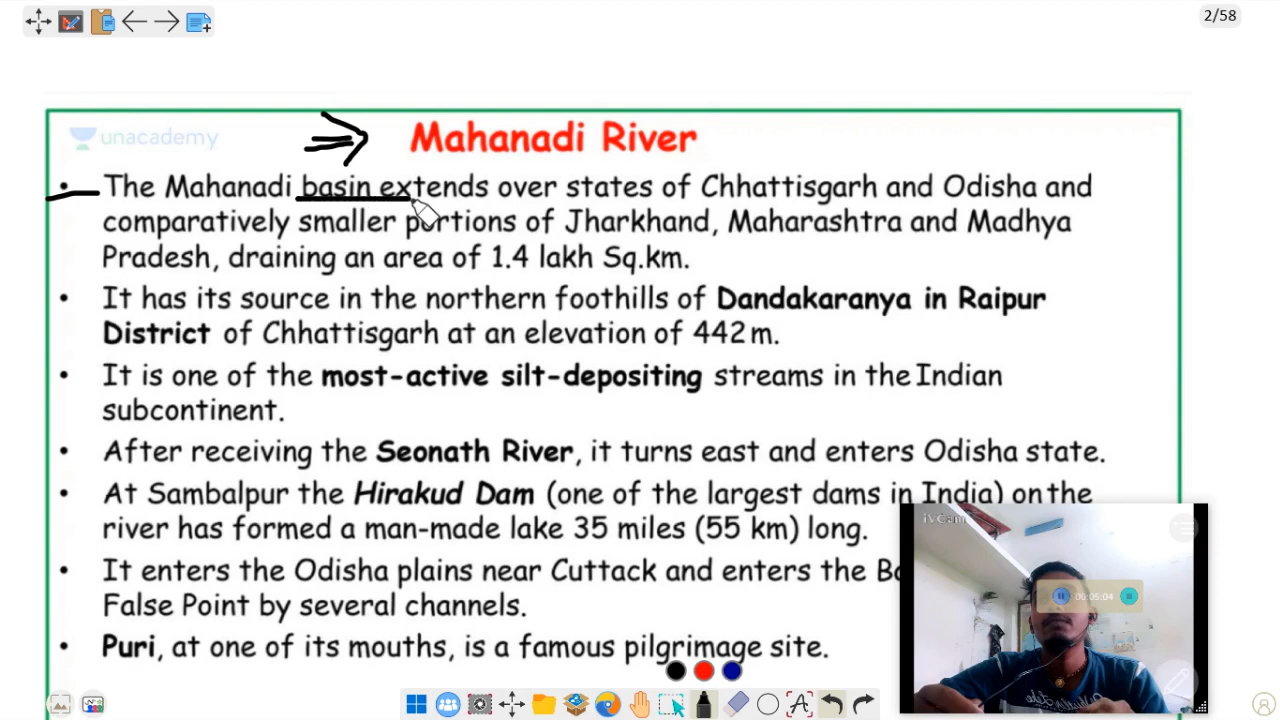 2/58
unacademy
Mahanadi River
• The Mahanadi basin extends over states of Chhattisgarh and Odisha and
comparatively smaller portions of Jharkhand, Maharashtra and Madhya
Pradesh, draining an area of 1.4 lakh Sq.km.
• It has its source in the northern foothills of Dandakaranya in Raipur
District of Chhattisgarh at an elevation of 442 m.
• It is one of the most-active silt-depositing streams in the Indian
subcontinent.
• After receiving the Seonath River, it turns east and enters Odisha state.
• At Sambalpur the Hirakud Dam (one of the largest dams in India) on the
river has formed a man-made lake 35 miles (55 km) long.
• It enters the Odisha plains near Cuttack and enters the
False Point by several channels.
• Puri, at one of its mouths, is a famous pilgrimage site.
iVCam
00:05:04